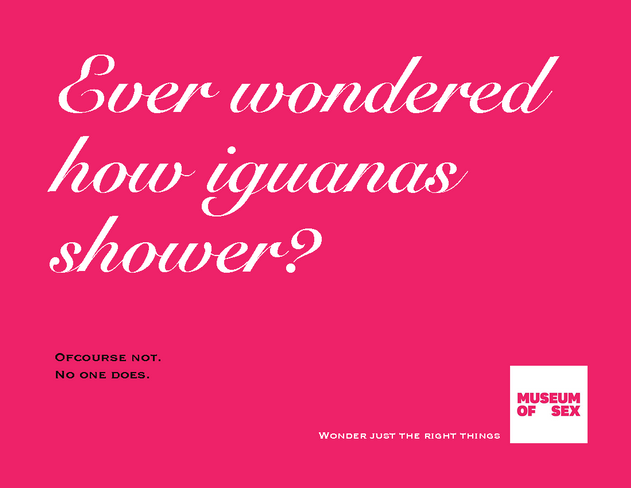 Ever wondered
how iguanas
shower?
OFCOURSE NOT.
NO ONE DOES.
WONDER JUST THE RIGHT THINGS
MUSEUM
OF SEX